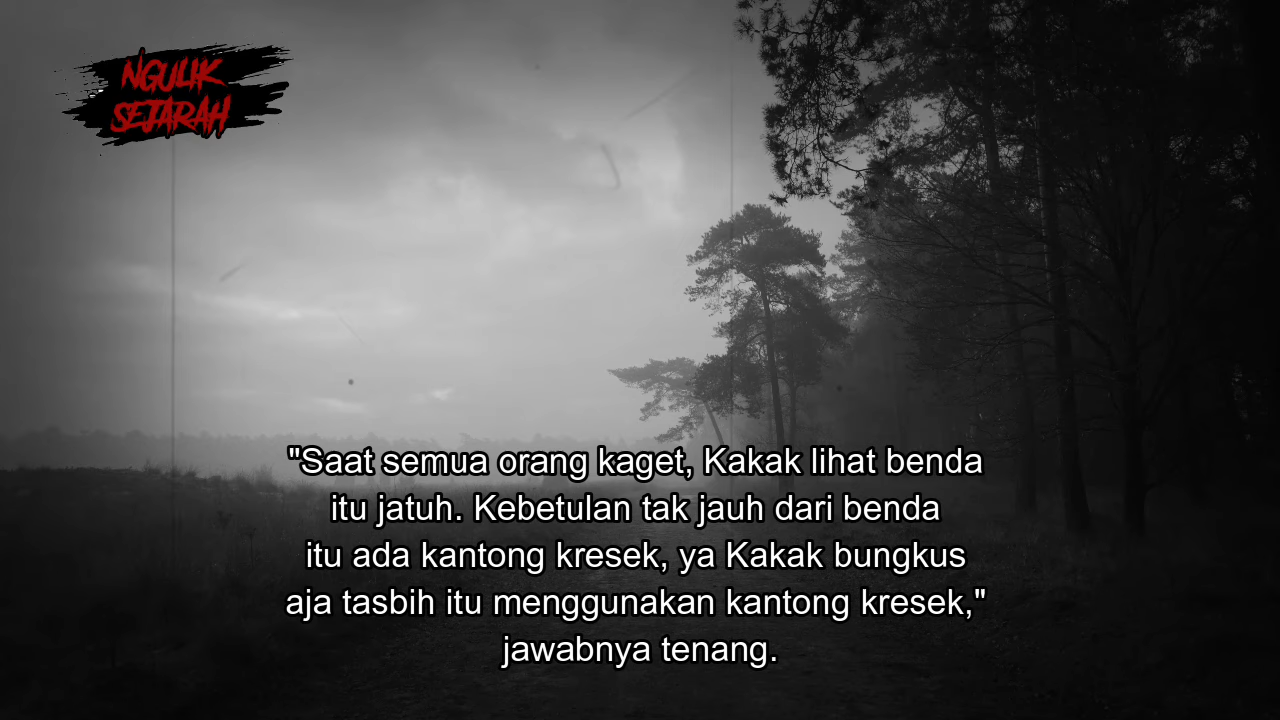 NGULIK
SEJARAH
"Saat semua orang kaget, Kakak lihat benda
itu jatuh. Kebetulan tak jauh dari benda
itu ada kantong kresek, ya Kakak bungkus
aja tasbih itu menggunakan kantong kresek,"
jawabnya tenang.